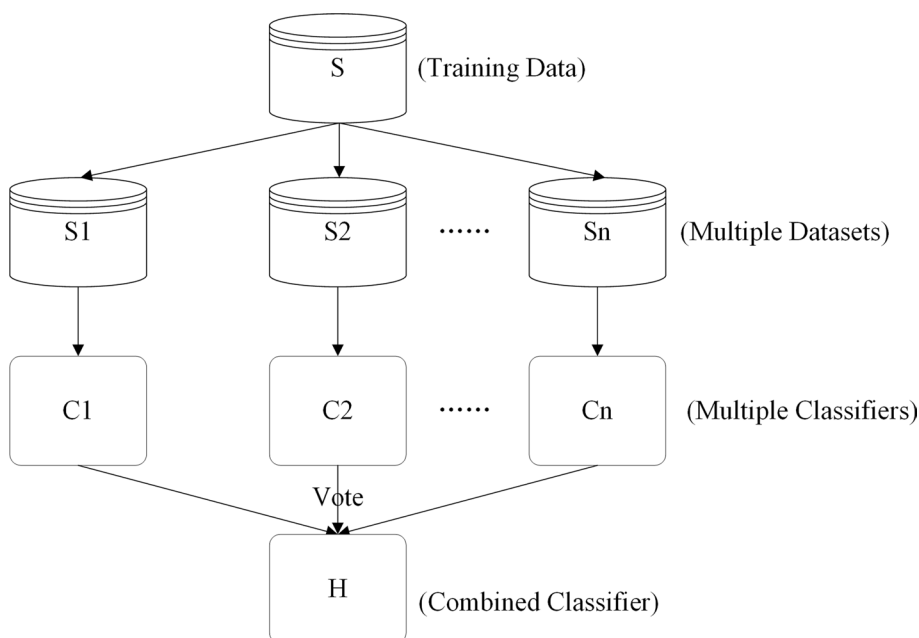 S (Training Data)
S1 S2 ...... Sn (Multiple Datasets)
C1 C2 ...... Cn (Multiple Classifiers)
Vote
H (Combined Classifier)